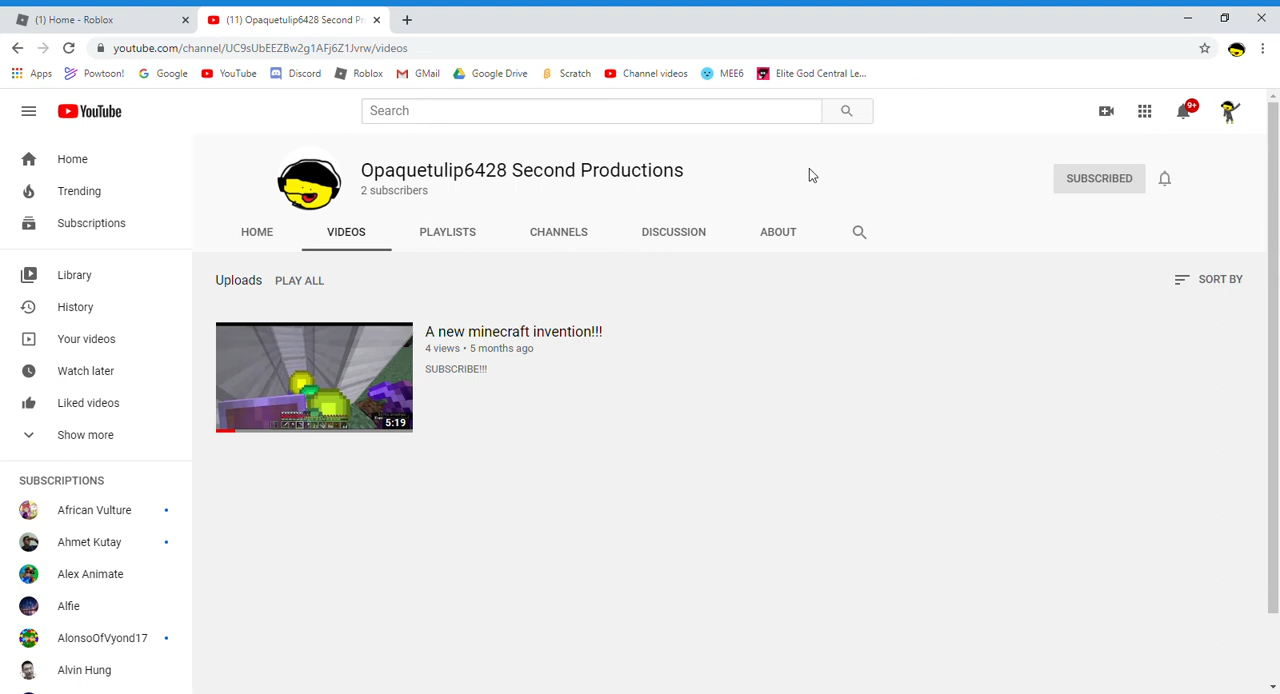 (1) Home - Roblox
(11) Opaquetulip6428 Second Pr
youtube.com/channel/UC9sUbEEZBw2g1AFj6Z1Jvrw/videos
Apps Powtoon! Google YouTube Discord Roblox GMail Google Drive Scratch Channel videos MEE6 Elite God Central Le...
YouTube
Search
9+
Home
Trending
Subscriptions
Library
History
Your videos
Watch later
Liked videos
Show more
SUBSCRIPTIONS
African Vulture
Ahmet Kutay
Alex Animate
Alfie
AlonsoOfVyond17
Alvin Hung
Opaquetulip6428 Second Productions
2 subscribers
SUBSCRIBED
HOME VIDEOS PLAYLISTS CHANNELS DISCUSSION ABOUT
Uploads PLAY ALL
SORT BY
5:19
A new minecraft invention!!!
4 views • 5 months ago
SUBSCRIBE!!!